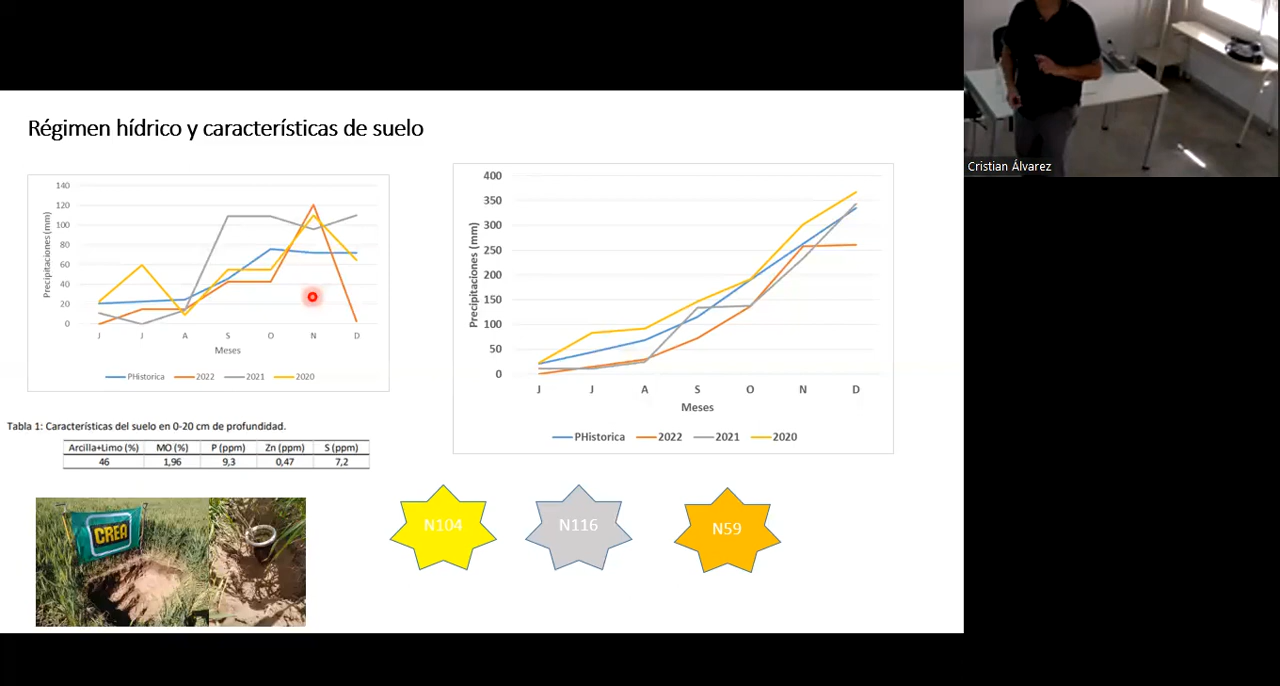 Cristian Álvarez
Régimen hídrico y características de suelo
Precipitaciones (mm)
140
120
100
80
60
40
20
0
J J A S O N D
Meses
PHistorica 2022 2021 2020
Precipitaciones (mm)
400
350
300
250
200
150
100
50
0
J J A S O N D
Meses
PHistorica 2022 2021 2020
Tabla 1: Características del suelo en 0-20 cm de profundidad.
Arcilla+Limo (%) MO (%) P (ppm) Zn (ppm) S (ppm)
46 1,96 9,3 0,47 7,2
CREA
N104 N116 N59